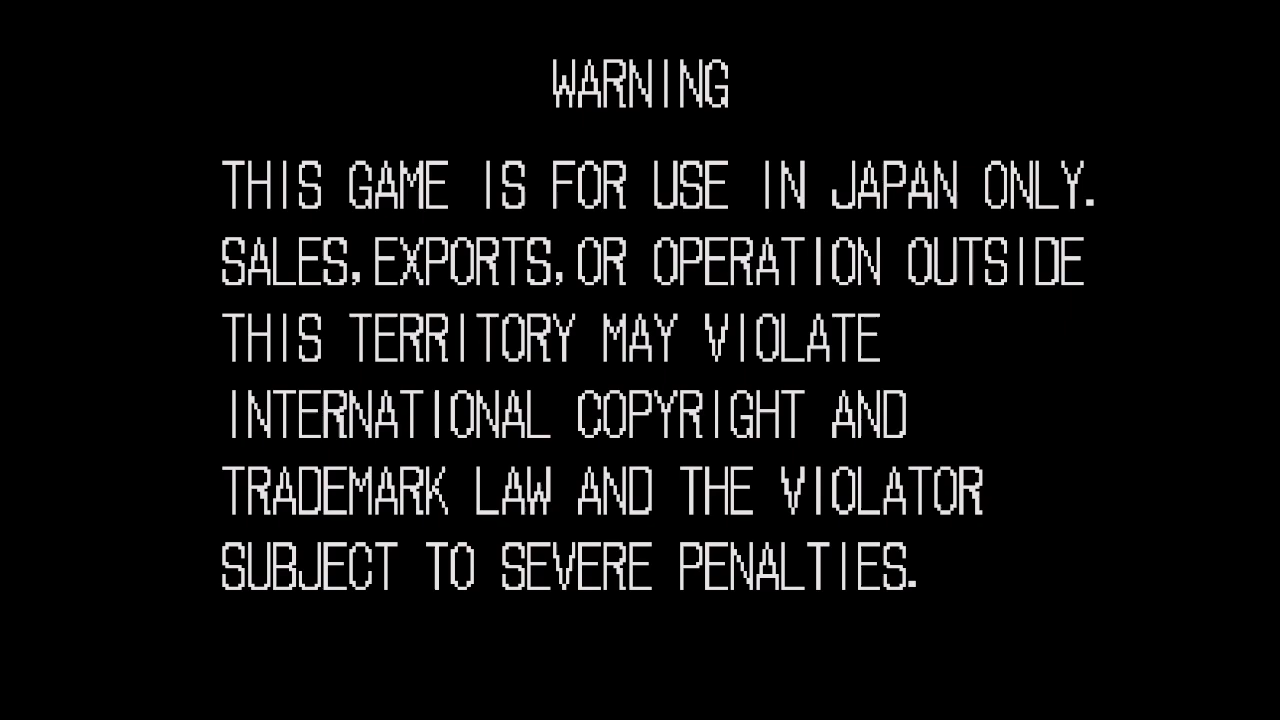 WARNING
THIS GAME IS FOR USE IN JAPAN ONLY.
SALES,EXPORTS,OR OPERATION OUTSIDE
THIS TERRITORY MAY VIOLATE
INTERNATIONAL COPYRIGHT AND
TRADEMARK LAW AND THE VIOLATOR
SUBJECT TO SEVERE PENALTIES.